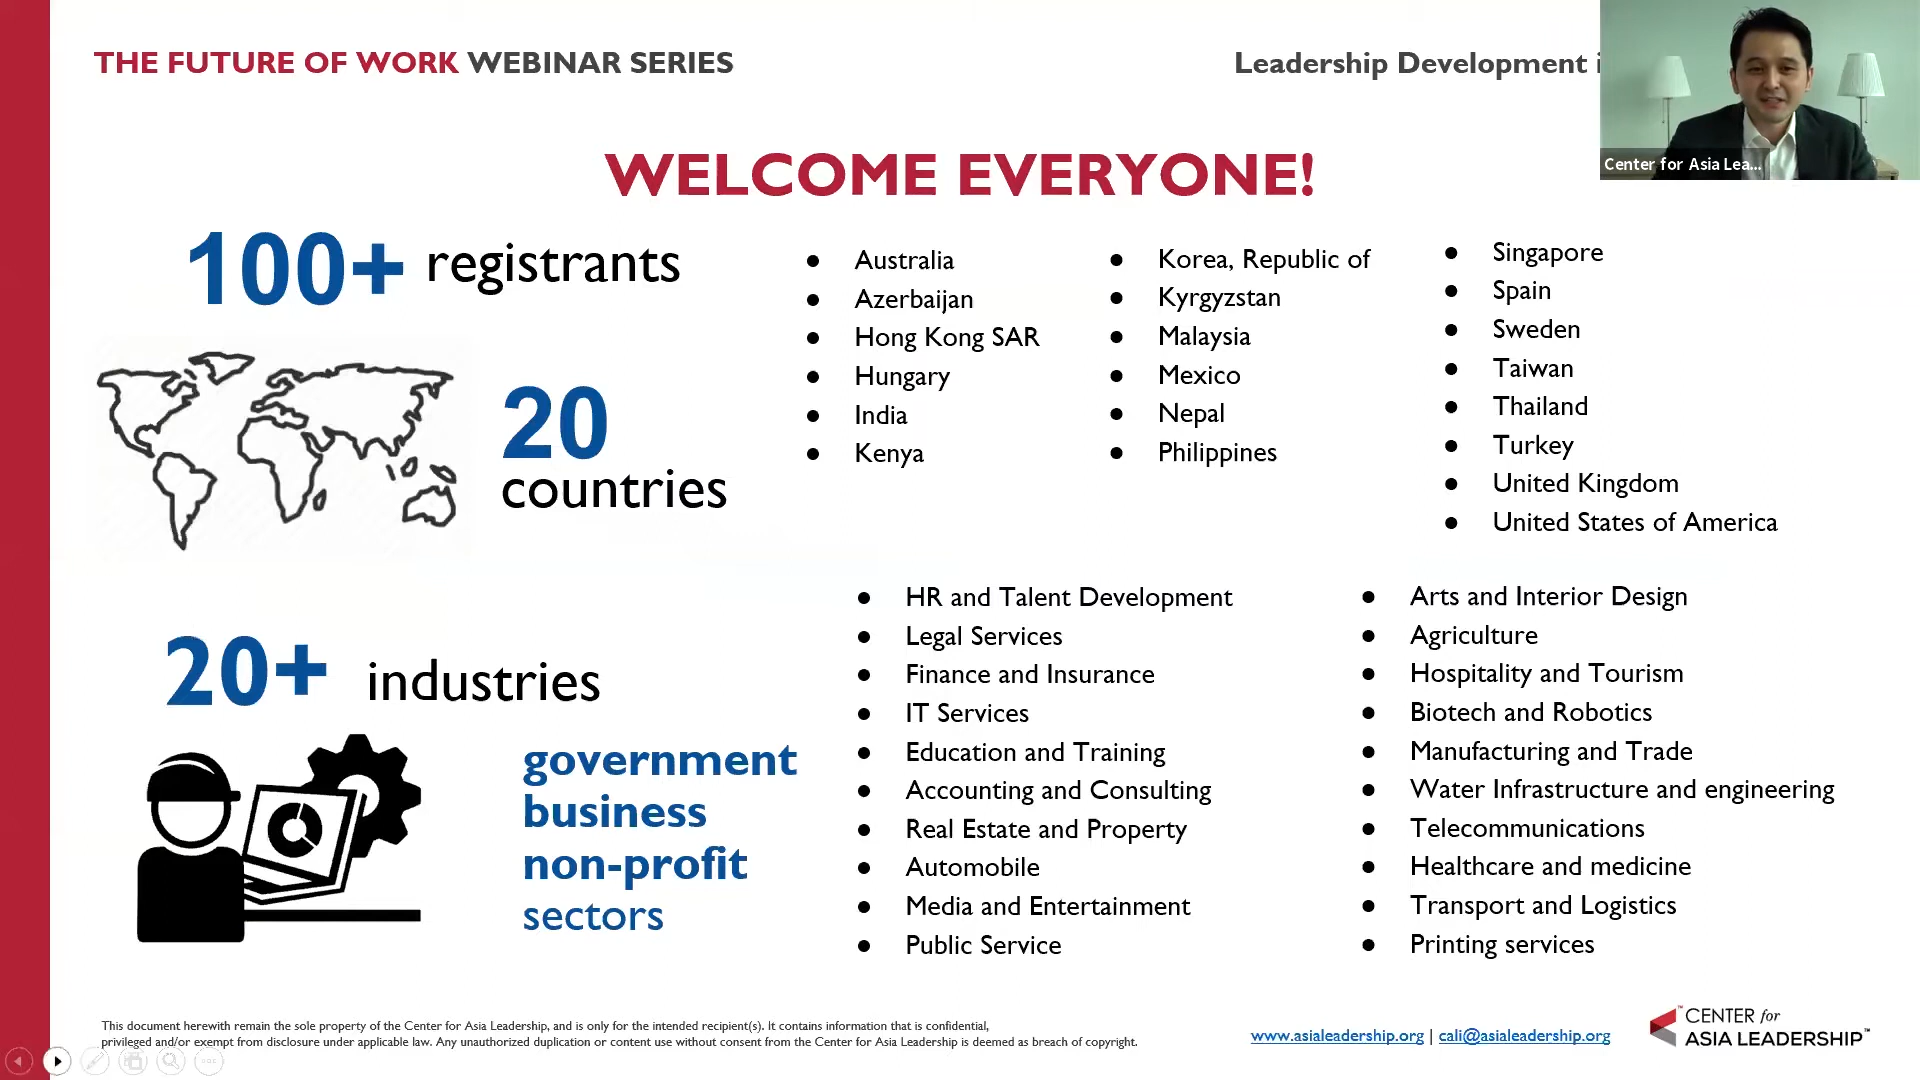 THE FUTURE OF WORK WEBINAR SERIES
Leadership Development
Center for Asia Lea...
WELCOME EVERYONE!
100+ registrants
20
countries
Australia
Azerbaijan
Hong Kong SAR
Hungary
India
Kenya
Korea, Republic of
Kyrgyzstan
Malaysia
Mexico
Nepal
Philippines
Singapore
Spain
Sweden
Taiwan
Thailand
Turkey
United Kingdom
United States of America
20+ industries
government
business
non-profit
sectors
HR and Talent Development
Legal Services
Finance and Insurance
IT Services
Education and Training
Accounting and Consulting
Real Estate and Property
Automobile
Media and Entertainment
Public Service
Arts and Interior Design
Agriculture
Hospitality and Tourism
Biotech and Robotics
Manufacturing and Trade
Water Infrastructure and engineering
Telecommunications
Healthcare and medicine
Transport and Logistics
Printing services
This document herewith remain the sole property of the Center for Asia Leadership, and is only for the intended recipient(s). It contains information that is confidential,
privileged and/or exempt from disclosure under applicable law. Any unauthorized duplication or content use without consent from the Center for Asia Leadership is deemed as breach of copyright.
www.asialeadership.org | cali@asialeadership.org
CENTER for
ASIA LEADERSHIP™